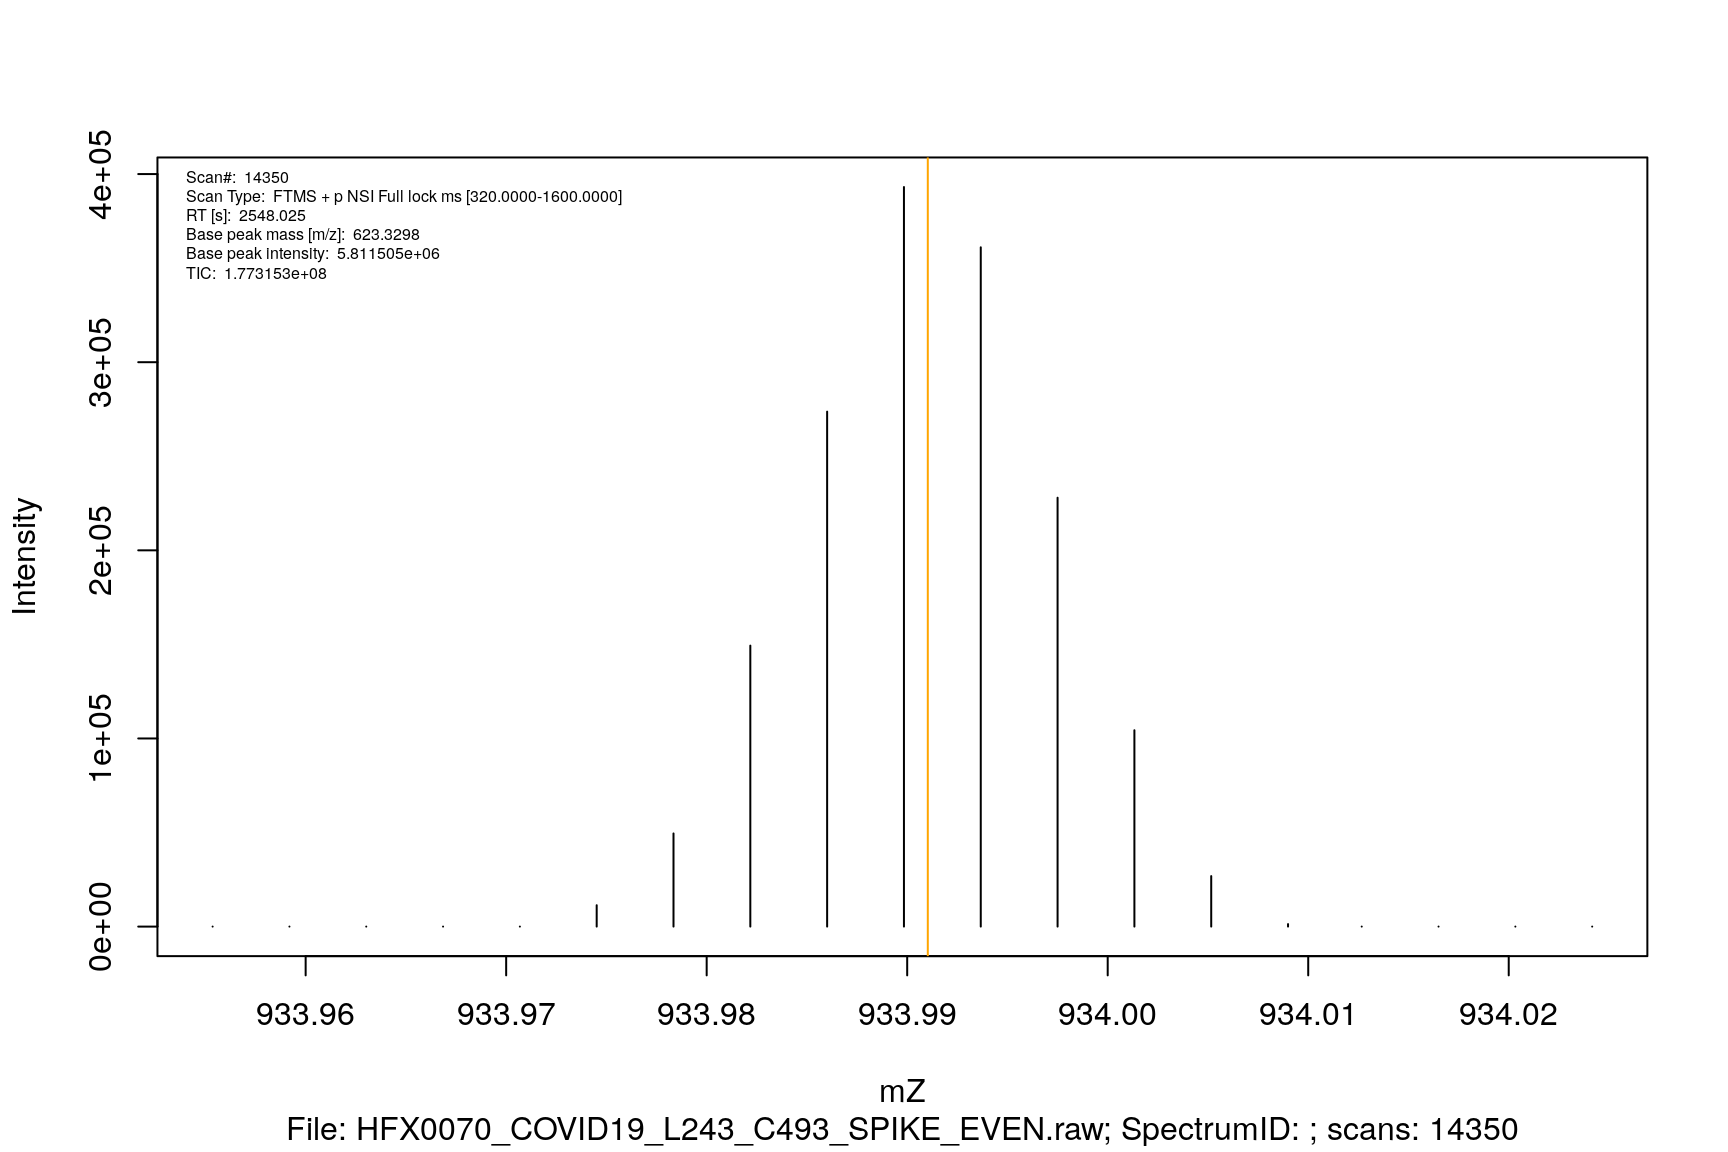 Scan#: 14350
Scan Type: FTMS + p NSI Full lock ms [320.0000-1600.0000]
RT [s]: 2548.025
Base peak mass [m/z]: 623.3298
Base peak intensity: 5.811505e+06
TIC: 1.773153e+08
4e+05
3e+05
2e+05
1e+05
0e+00
Intensity
933.96 933.97 933.98 933.99 934.00 934.01 934.02
mZ
File: HFX0070_COVID19_L243_C493_SPIKE_EVEN.raw; SpectrumID: ; scans: 14350